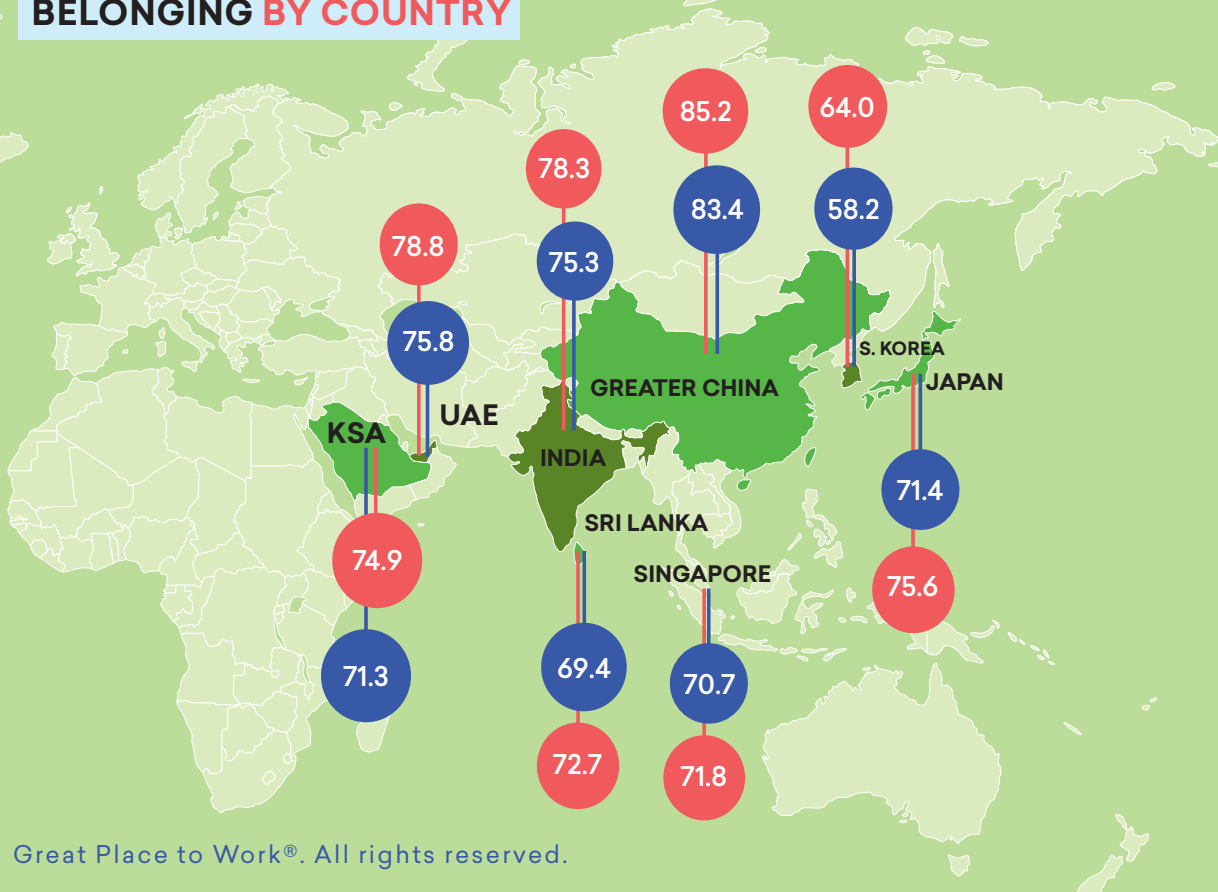 BELONGING BY COUNTRY
85.2
64.0
78.3
83.4
58.2
78.8
75.3
75.8
S. KOREA
GREATER CHINA
JAPAN
UAE
KSA
INDIA
71.4
SRI LANKA
74.9
SINGAPORE
75.6
71.3
69.4
70.7
72.7
71.8
Great Place to Work®. All rights reserved.